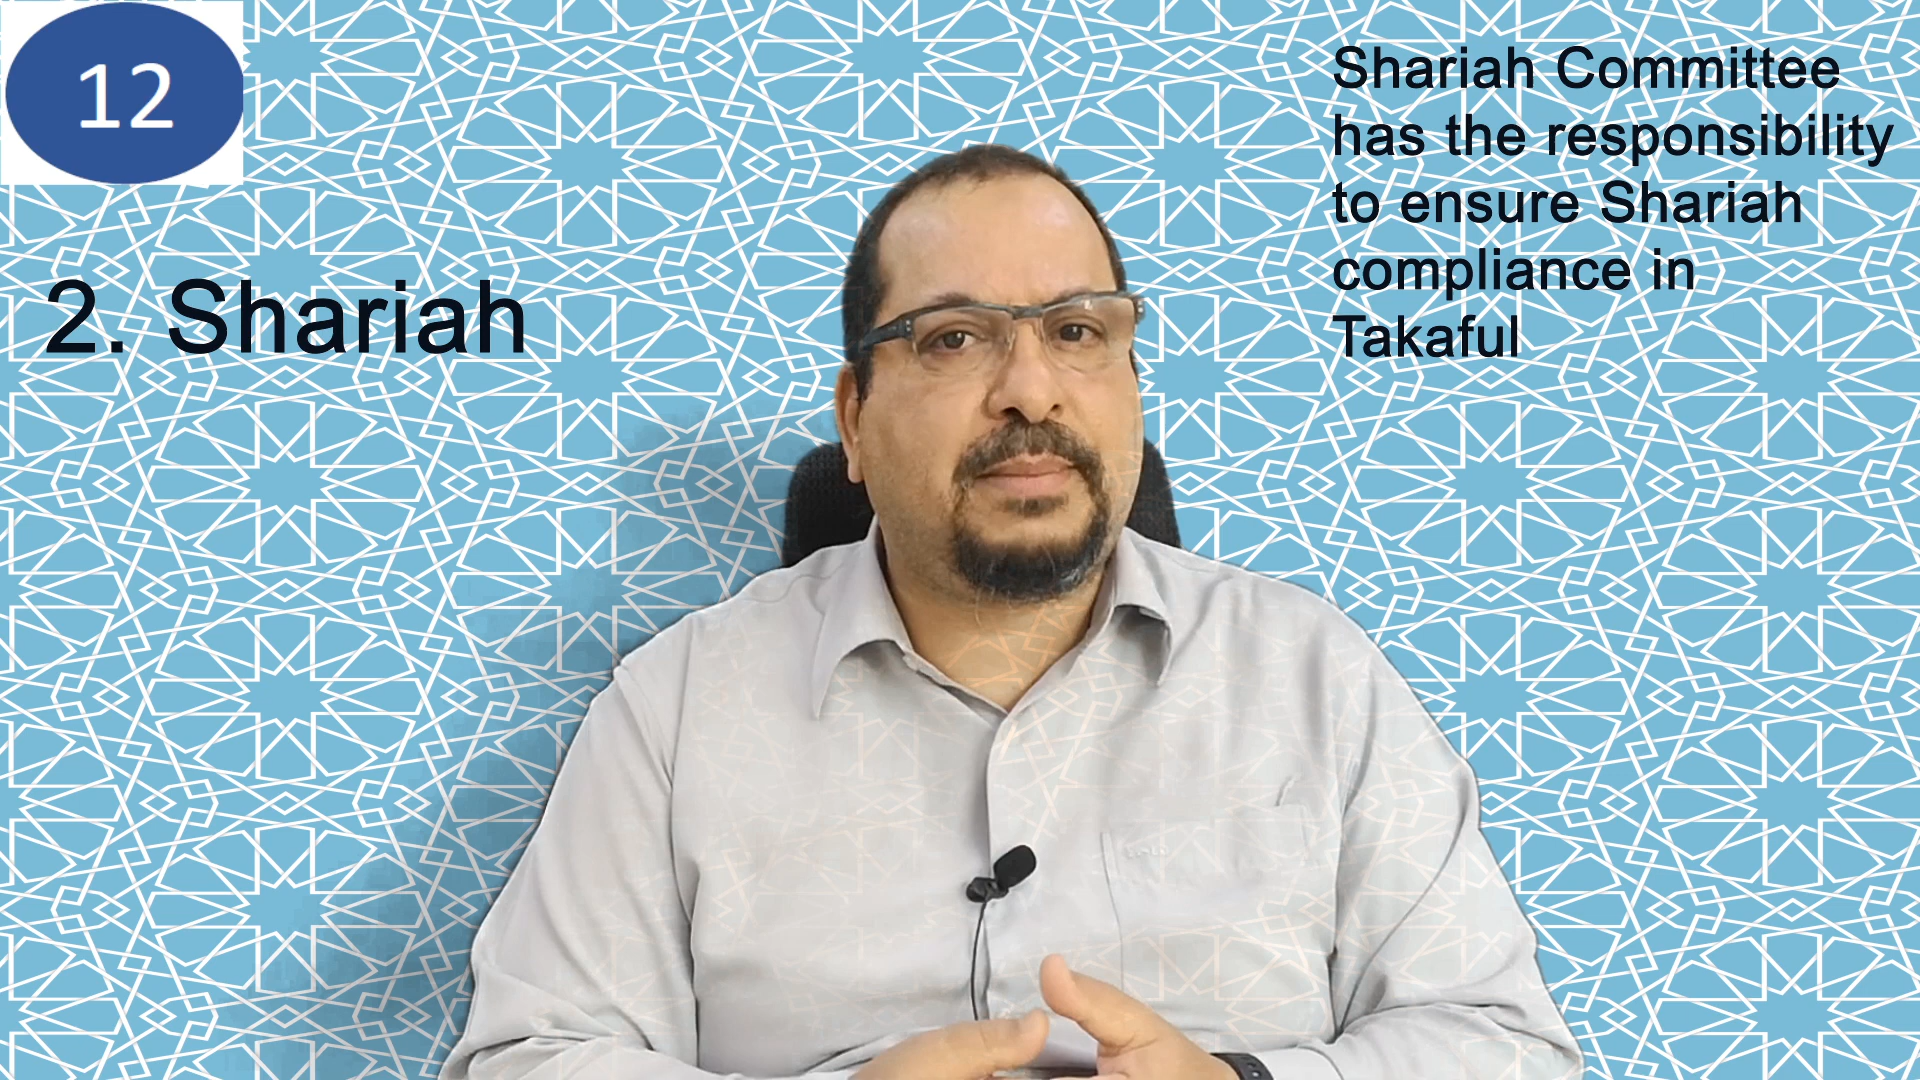 12
2. Shariah
Shariah Committee
has the responsibility
to ensure Shariah
compliance in
Takaful